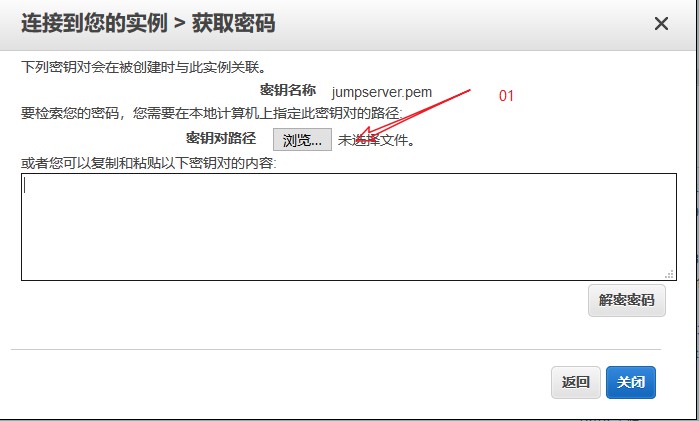 连接到您的实例 > 获取密码
下列密钥对会在被创建时与此实例关联。
密钥名称 jumpserver.pem
01
要检索您的密码，您需要在本地计算机上指定此密钥对的路径:
密钥对路径 浏览... 未选择文件。
或者您可以复制和粘贴以下密钥对的内容:
解密密码
返回 关闭